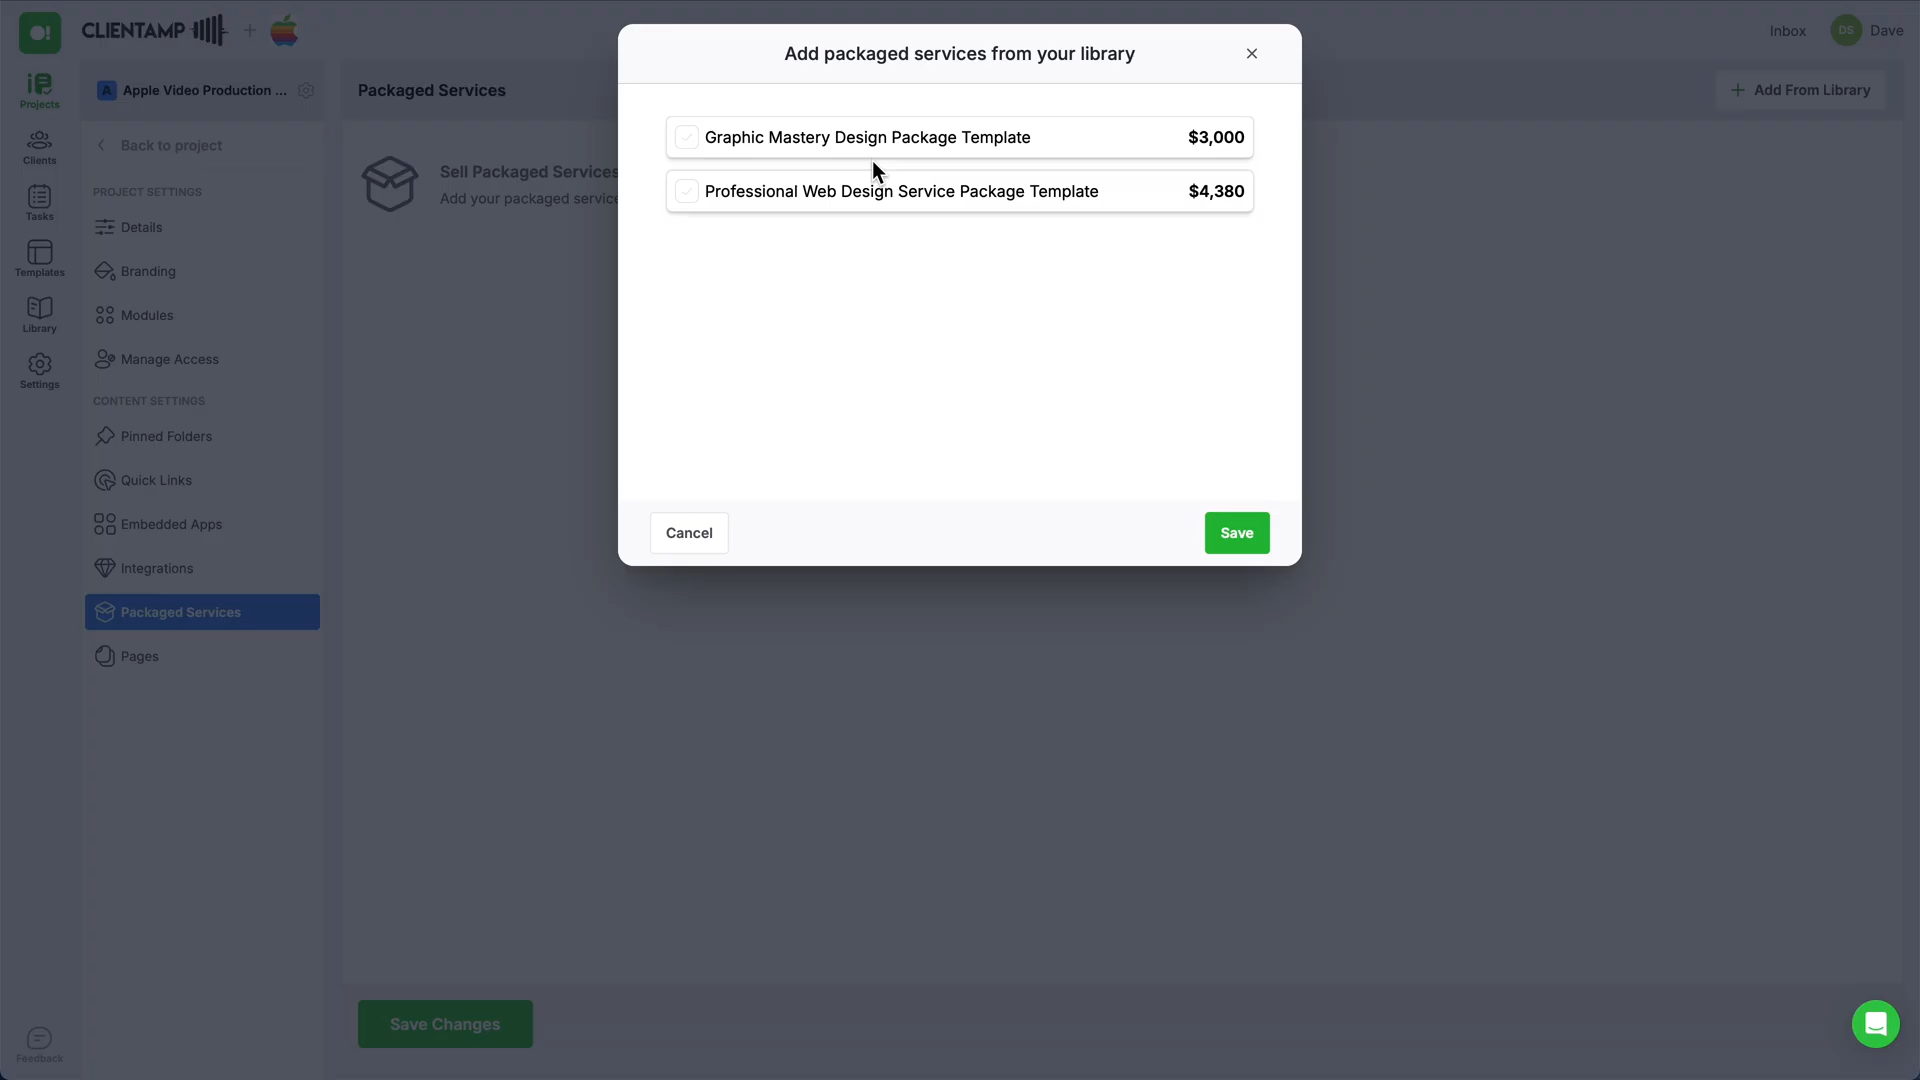 CLIENTAMP
Inbox
DS
Dave
Projects
Clients
Tasks
Templates
Library
Settings
Feedback
A
Apple Video Production ...
Back to project
PROJECT SETTINGS
Details
Branding
Modules
Manage Access
CONTENT SETTINGS
Pinned Folders
Quick Links
Embedded Apps
Integrations
Packaged Services
Pages
Packaged Services
Add From Library
Sell Packaged Services
Add your packaged service
Save Changes
Add packaged services from your library
Graphic Mastery Design Package Template $3,000
Professional Web Design Service Package Template $4,380
Cancel
Save